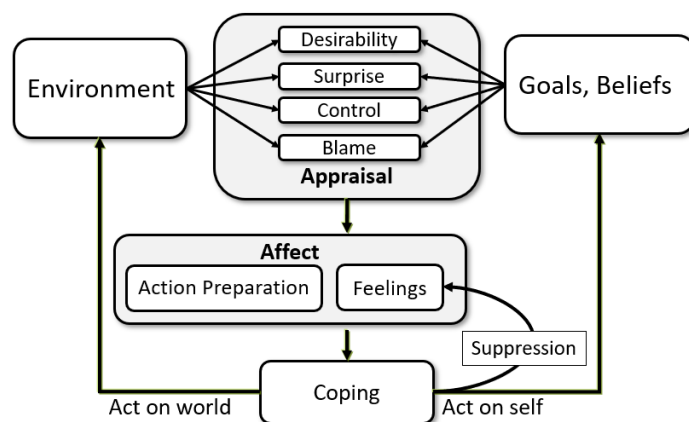 Desirability
Environment
Surprise
Goals, Beliefs
Control
Blame
Appraisal
Affect
Action Preparation
Feelings
Suppression
Coping
Act on world
Act on self